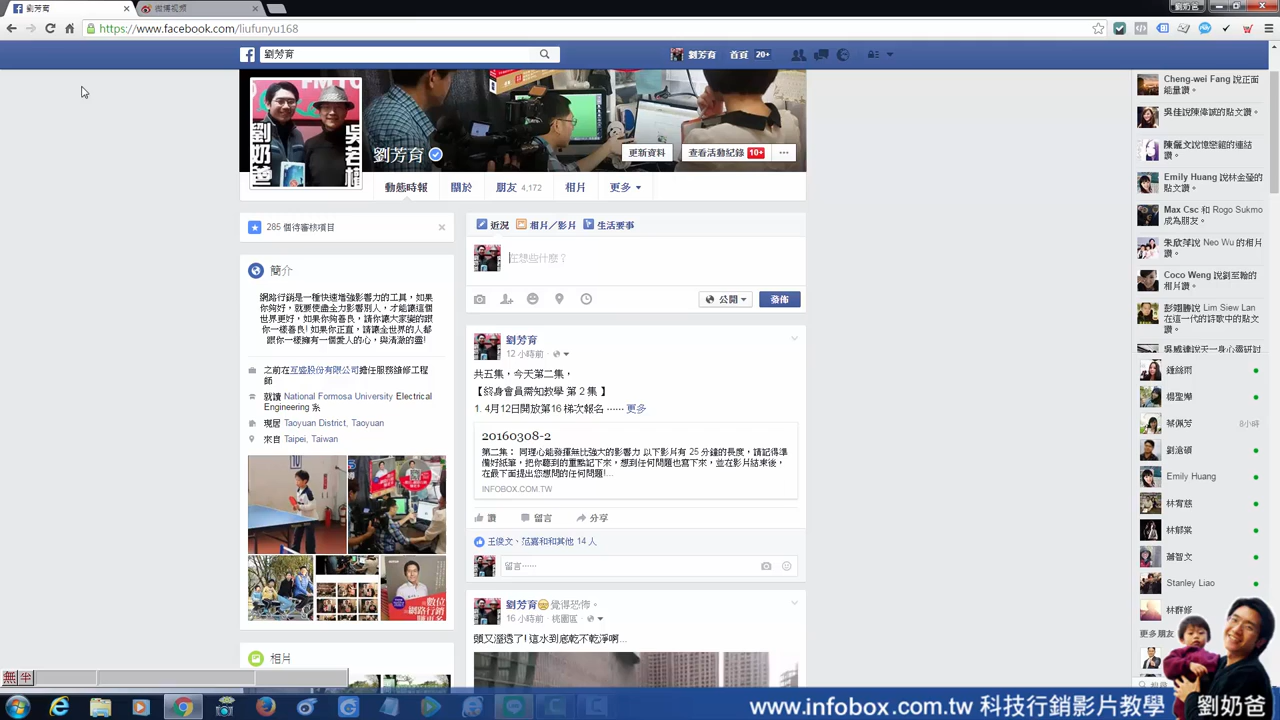 劉芳育
微博视频
劉奶爸
https://www.facebook.com/liufunyu168
劉芳育
劉芳育
首頁 20+
劉奶爸
劉芳育
更新資料
查看活動紀錄 10+
動態時報
關於
朋友 4,172
相片
更多
285 個待審核項目
簡介
網路行銷是一種快速增強影響力的工具，如果
你夠好，就要使盡全力影響別人，才能讓這個
世界更好，如果你夠善良，請你讓大家變的跟
你一樣善良! 如果你正直，請讓全世界的人都
跟你一樣擁有一個愛人的心，與清澈的靈!
之前在互盛股份有限公司擔任服務維修工程
師
就讀 National Formosa University Electrical
Engineering 系
現居 Taoyuan District, Taoyuan
來自 Taipei, Taiwan
相片
近況
相片／影片
生活要事
在想些什麼？
公開
發佈
劉芳育
12 小時前
共五集，今天第二集，
【終身會員需知教學 第 2 集 】
1. 4月12日開放第16 梯次報名 …… 更多
20160308-2
第二集： 同理心能發揮無比強大的影響力 以下影片有 25 分鐘的長度，請記得準
備好紙筆，把你聽到的重點記下來，想到任何問題也寫下來，並在影片結束後，
在最下面提出您想問的任何問題!...
INFOBOX.COM.TW
讚
留言
分享
王俊文、范嘉和和其他 14 人
留言……
劉芳育 覺得恐怖。
16 小時前 · 桃園區
頭又溼透了! 這水到底乾不乾淨啊...
Cheng-wei Fang 說正面
能量讚。
吳佳說陳偉誠的點文讚。
的連結
讚。
Emily Huang 說林金瑩的
點文讚。
Max Csc 和 Rogo Sukmo
成為朋友。
朱欣萍說 Neo Wu 的相片
讚。
Coco Weng 說劉至翰的
相片讚。
彭翊勝說 Lim Siew Lan
在這一代的詩歌中的點文
讚。
鍾絲雨
楊聖墷
蔡佩芳
8小時
Emily Huang
林宥慈
蕭智文
Stanley Liao
林群修
更多朋友
無 半
www.infobox.com.tw 科技行銷影片教學
劉奶爸